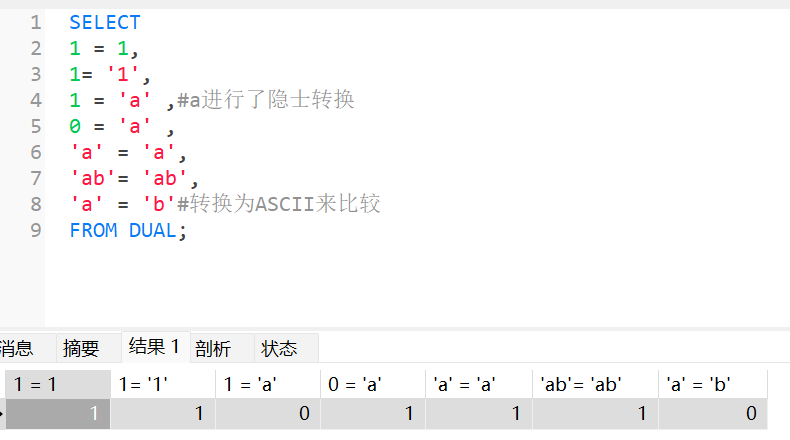 1 SELECT
2 1 = 1,
3 1= '1',
4 1 = 'a' ,#a进行了隐士转换
5 0 = 'a' ,
6 'a' = 'a',
7 'ab'= 'ab',
8 'a' = 'b'#转换为ASCII来比较
9 FROM DUAL;
消息 摘要 结果 1 剖析 状态
1 = 1 1= '1' 1 = 'a' 0 = 'a' 'a' = 'a' 'ab'= 'ab' 'a' = 'b'
1 1 0 1 1 1 0